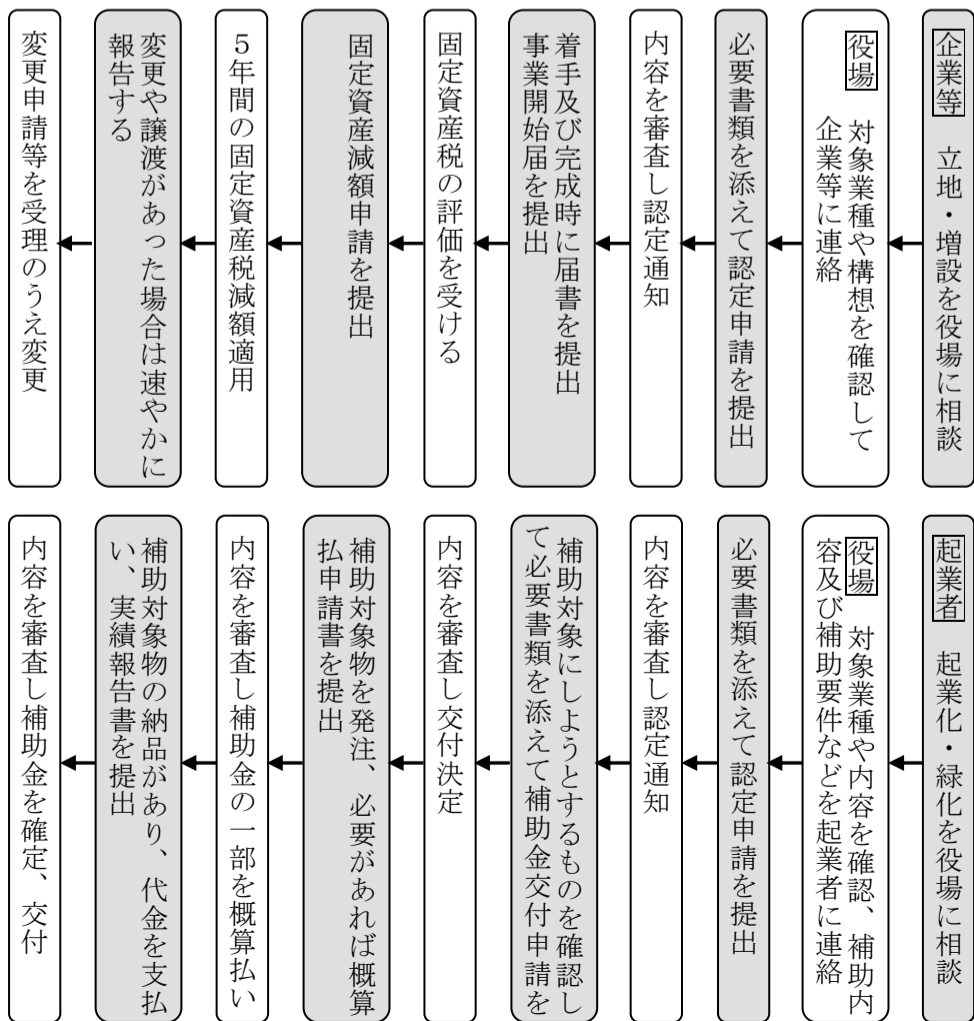 企業等　立地・増設を役場に相談
役場　対象業種や構想を確認して
企業等に連絡
必要書類を添えて認定申請を提出
内容を審査し認定通知
着手及び完成時に届書を提出
事業開始届を提出
固定資産税の評価を受ける
固定資産減額申請を提出
５年間の固定資産税減額適用
変更や譲渡があった場合は速やかに
報告する
変更申請等を受理のうえ変更
起業者　起業化・緑化を役場に相談
役場　対象業種や内容を確認、補助内
容及び補助要件などを起業者に連絡
必要書類を添えて認定申請を提出
内容を審査し認定通知
補助対象にしようとするものを確認し
て必要書類を添えて補助金交付申請を
内容を審査し交付決定
補助対象物を発注、必要があれば概算
払申請書を提出
内容を審査し補助金の一部を概算払い
補助対象物の納品があり、代金を支払
い、実績報告書を提出
内容を審査し補助金を確定、交付